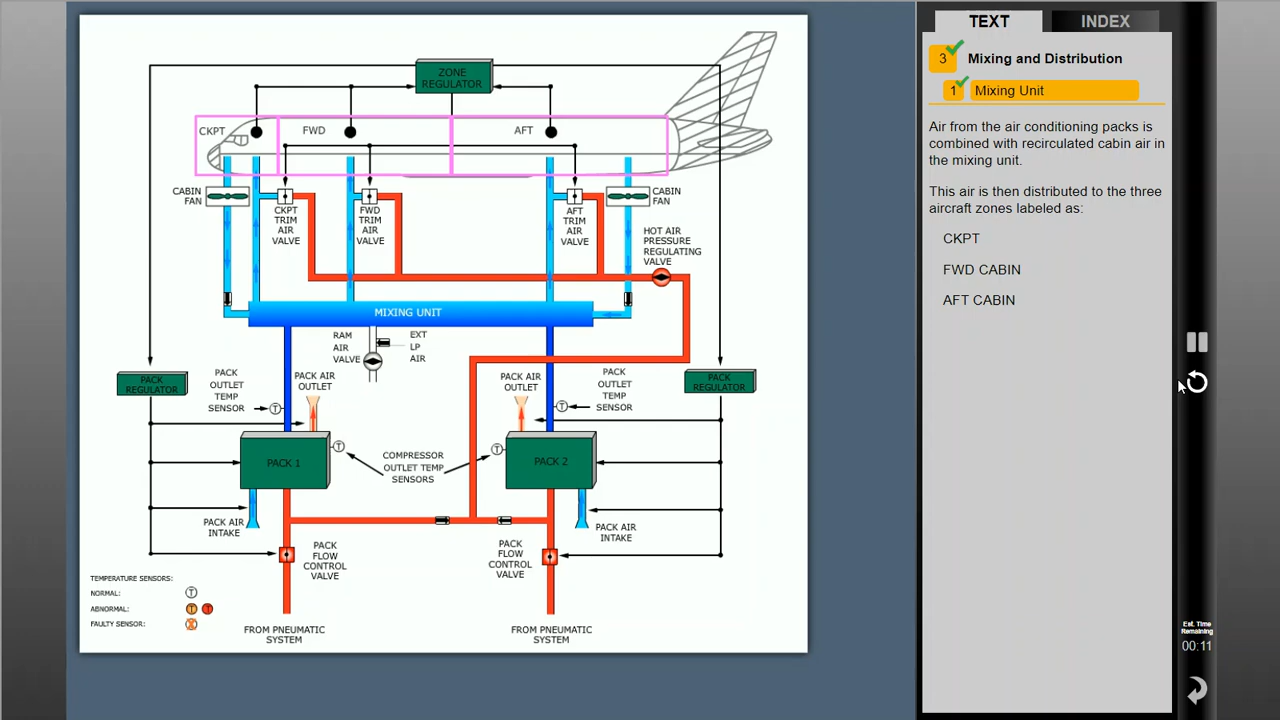 ZONE
REGULATOR
CKPT
FWD
AFT
CABIN
FAN
CKPT
TRIM
AIR
VALVE
FWD
TRIM
AIR
VALVE
AFT
TRIM
AIR
VALVE
CABIN
FAN
HOT AIR
PRESSURE
REGULATING
VALVE
MIXING UNIT
RAM
AIR
VALVE
EXT
LP
AIR
PACK
REGULATOR
PACK
OUTLET
TEMP
SENSOR
T
PACK AIR
OUTLET
PACK AIR
OUTLET
PACK
OUTLET
TEMP
SENSOR
T
PACK
REGULATOR
PACK 1
T
COMPRESSOR
OUTLET TEMP
SENSORS
T
PACK 2
PACK AIR
INTAKE
PACK AIR
INTAKE
PACK
FLOW
CONTROL
VALVE
PACK
FLOW
CONTROL
VALVE
TEMPERATURE SENSORS:
NORMAL: T
ABNORMAL: T T
FAULTY SENSOR:
FROM PNEUMATIC
SYSTEM
FROM PNEUMATIC
SYSTEM
TEXT
INDEX
3 Mixing and Distribution
1 Mixing Unit
Air from the air conditioning packs is
combined with recirculated cabin air in
the mixing unit.
This air is then distributed to the three
aircraft zones labeled as:
CKPT
FWD CABIN
AFT CABIN
Est. Time
Remaining
00:11